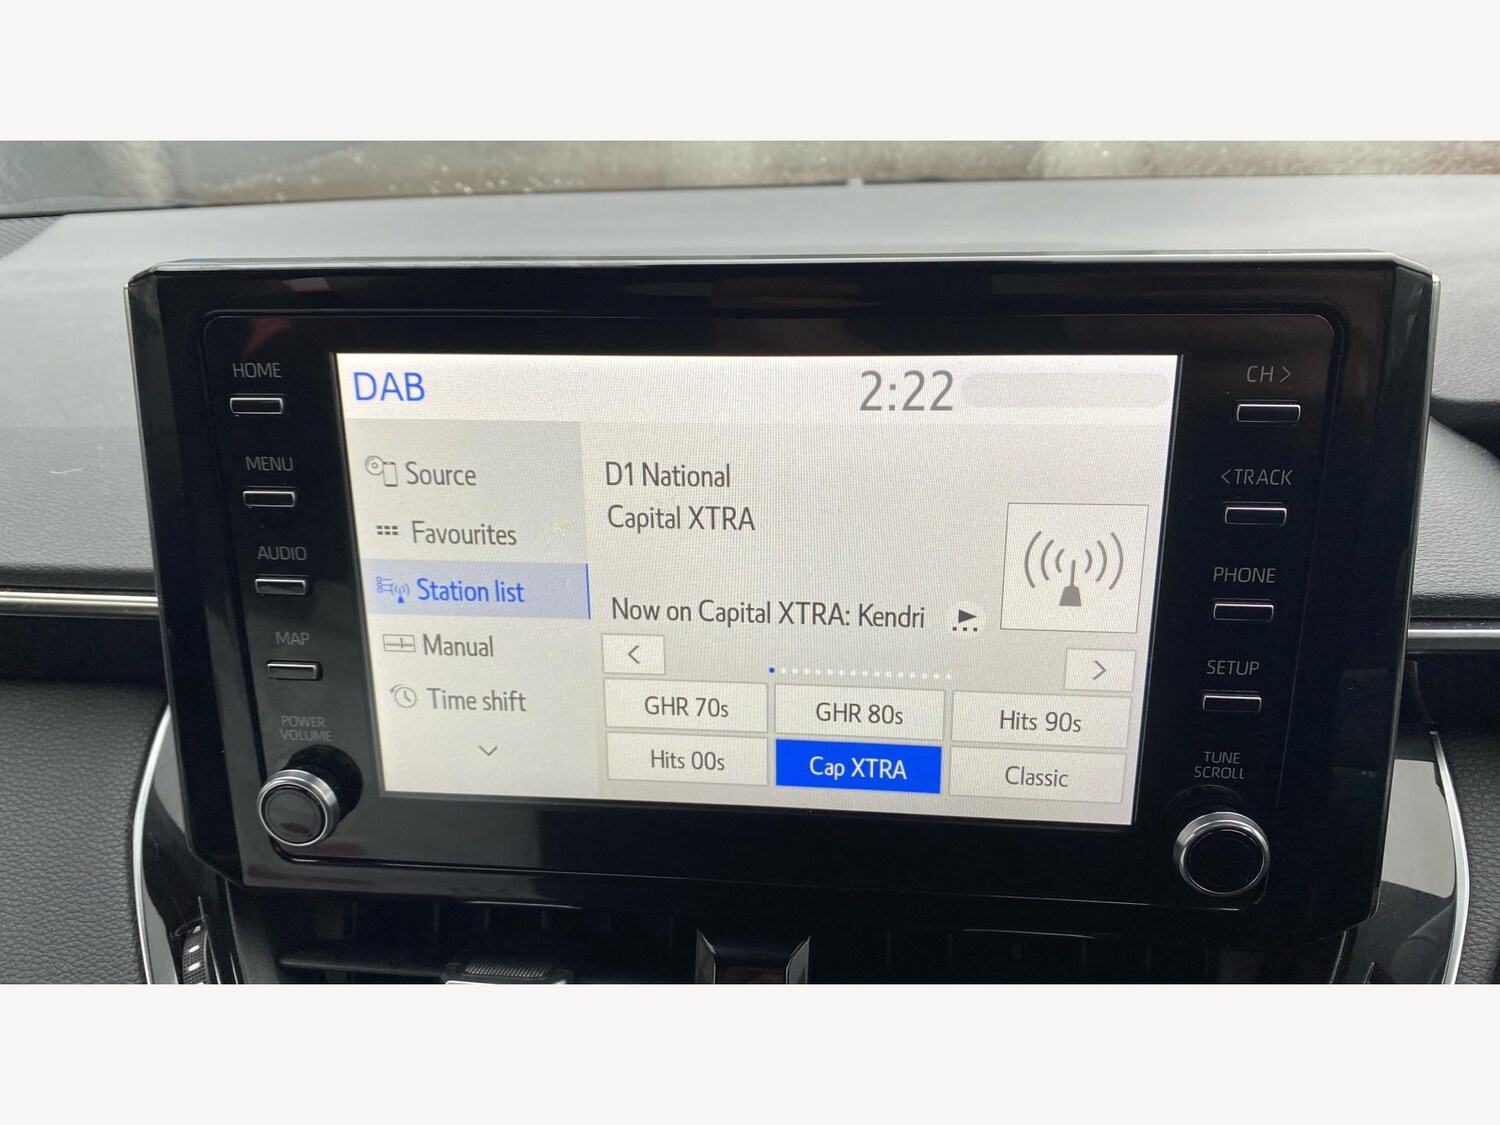 HOME
MENU
AUDIO
MAP
POWER
VOLUME
DAB
2:22
Source
Favourites
Station list
Manual
Time shift
D1 National
Capital XTRA
Now on Capital XTRA: Kendri
GHR 70s
GHR 80s
Hits 90s
Hits 00s
Cap XTRA
Classic
CH >
<TRACK
PHONE
SETUP
TUNE
SCROLL